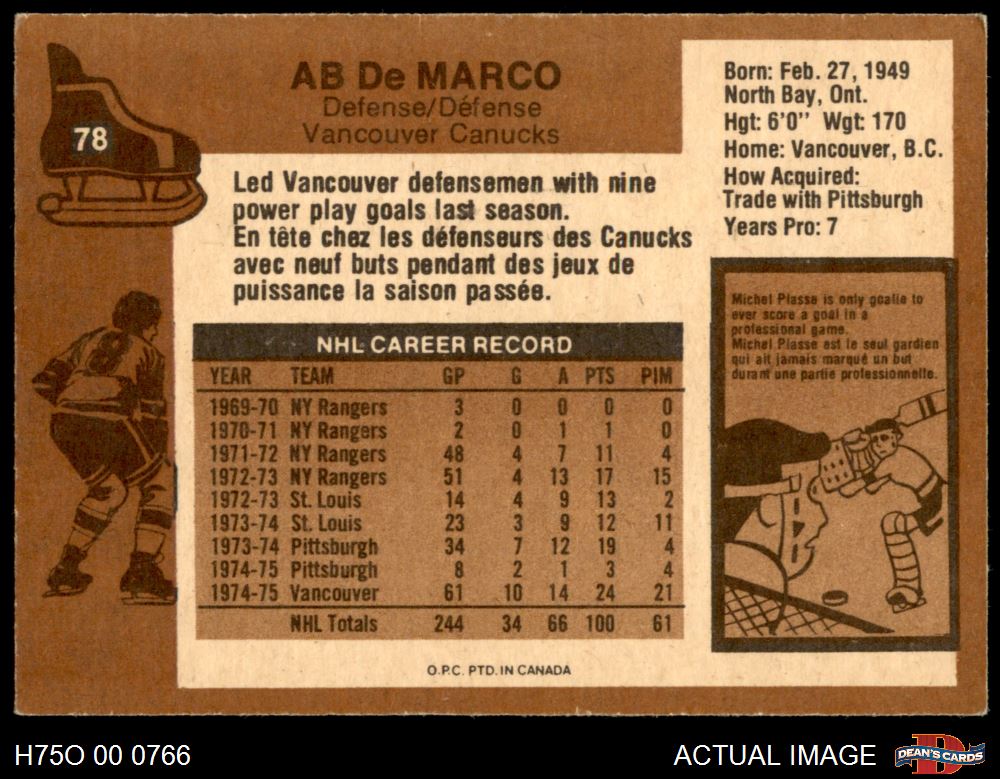 78
AB De MARCO
Defense/Défense
Vancouver Canucks
Born: Feb. 27, 1949
North Bay, Ont.
Hgt: 6'0" Wgt: 170
Home: Vancouver, B.C.
How Acquired:
Trade with Pittsburgh
Years Pro: 7
Led Vancouver defensemen with nine
power play goals last season.
En tête chez les défenseurs des Canucks
avec neuf buts pendant des jeux de
puissance la saison passée.
NHL CAREER RECORD
YEAR TEAM GP G A PTS PIM
1969-70 NY Rangers 3 0 0 0 0
1970-71 NY Rangers 2 0 1 1 0
1971-72 NY Rangers 48 4 7 11 4
1972-73 NY Rangers 51 4 13 17 15
1972-73 St. Louis 14 4 9 13 2
1973-74 St. Louis 23 3 9 12 11
1973-74 Pittsburgh 34 7 12 19 4
1974-75 Pittsburgh 8 2 1 3 4
1974-75 Vancouver 61 10 14 24 21
NHL Totals 244 34 66 100 61
Michel Plasse is only goalie to
ever score a goal in a
professional game.
Michel Plasse est le seul gardien
qui ait jamais marqué un but
durant une partie professionnelle.
8
B
O.P.C. PTD. IN CANADA
H75O 00 0766
ACTUAL IMAGE
DEAN'S CARDS